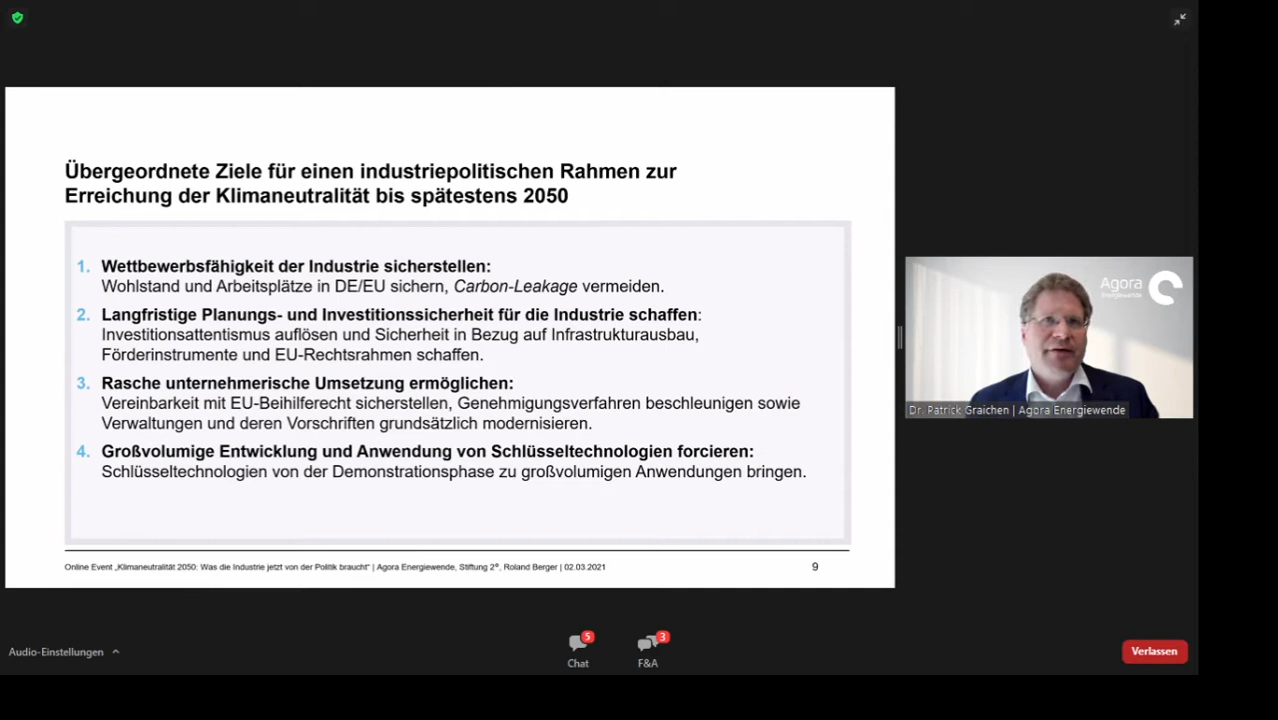 Übergeordnete Ziele für einen industriepolitischen Rahmen zur
Erreichung der Klimaneutralität bis spätestens 2050
1. Wettbewerbsfähigkeit der Industrie sicherstellen:
Wohlstand und Arbeitsplätze in DE/EU sichern, Carbon-Leakage vermeiden.
2. Langfristige Planungs- und Investitionssicherheit für die Industrie schaffen:
Investitionsattentismus auflösen und Sicherheit in Bezug auf Infrastrukturausbau,
Förderinstrumente und EU-Rechtsrahmen schaffen.
3. Rasche unternehmerische Umsetzung ermöglichen:
Vereinbarkeit mit EU-Beihilferecht sicherstellen, Genehmigungsverfahren beschleunigen sowie
Verwaltungen und deren Vorschriften grundsätzlich modernisieren.
4. Großvolumige Entwicklung und Anwendung von Schlüsseltechnologien forcieren:
Schlüsseltechnologien von der Demonstrationsphase zu großvolumigen Anwendungen bringen.
Online Event „Klimaneutralität 2050: Was die Industrie jetzt von der Politik braucht“ | Agora Energiewende, Stiftung 2°, Roland Berger | 02.03.2021
9
Agora
Energiewende
Dr. Patrick Graichen | Agora Energiewende
Audio-Einstellungen
5
Chat
3
F&A
Verlassen